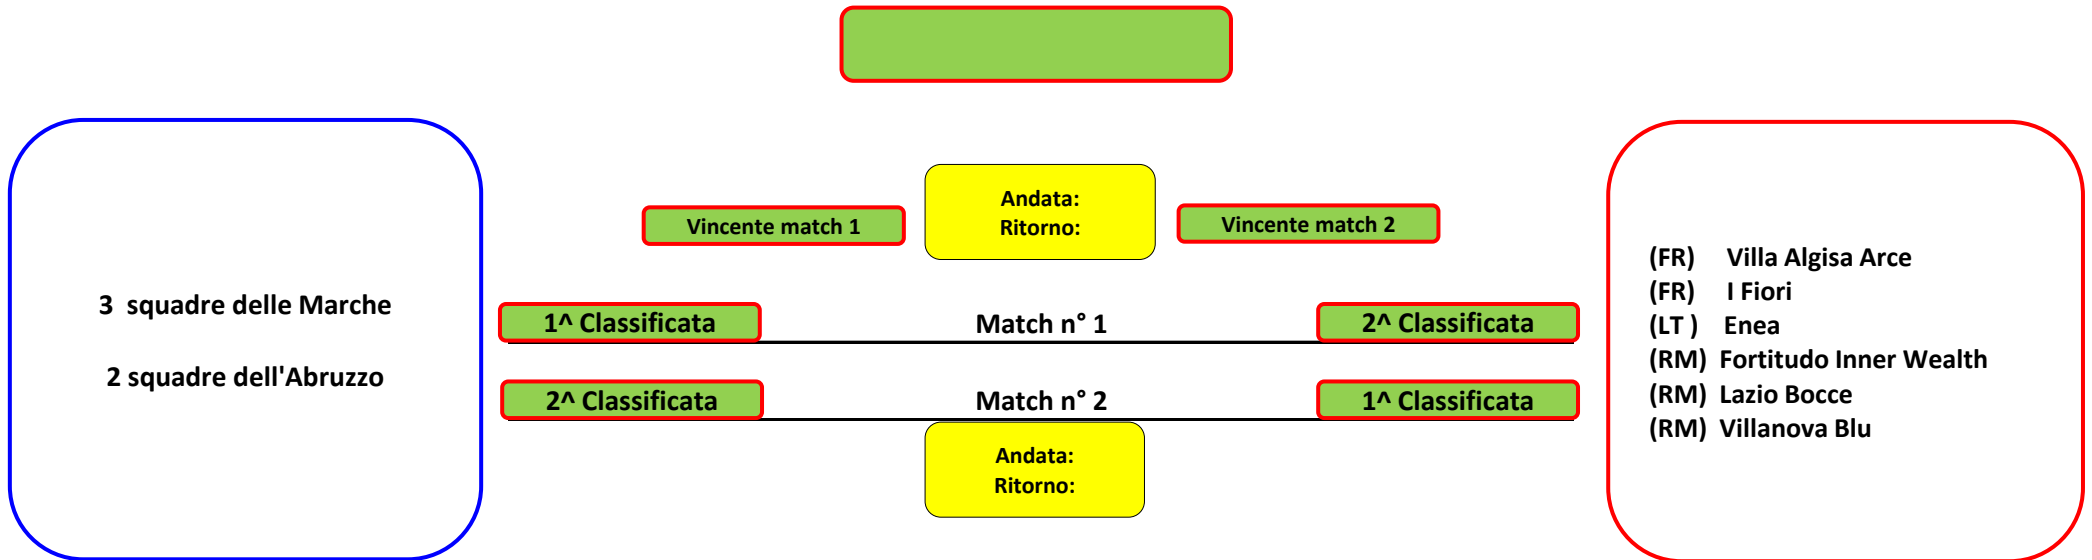 3 squadre delle Marche
2 squadre dell'Abruzzo
Andata:
Ritorno:
Vincente match 1
Vincente match 2
1^ Classificata
Match n° 1
2^ Classificata
2^ Classificata
Match n° 2
1^ Classificata
Andata:
Ritorno:
(FR) Villa Algisa Arce
(FR) I Fiori
(LT ) Enea
(RM) Fortitudo Inner Wealth
(RM) Lazio Bocce
(RM) Villanova Blu